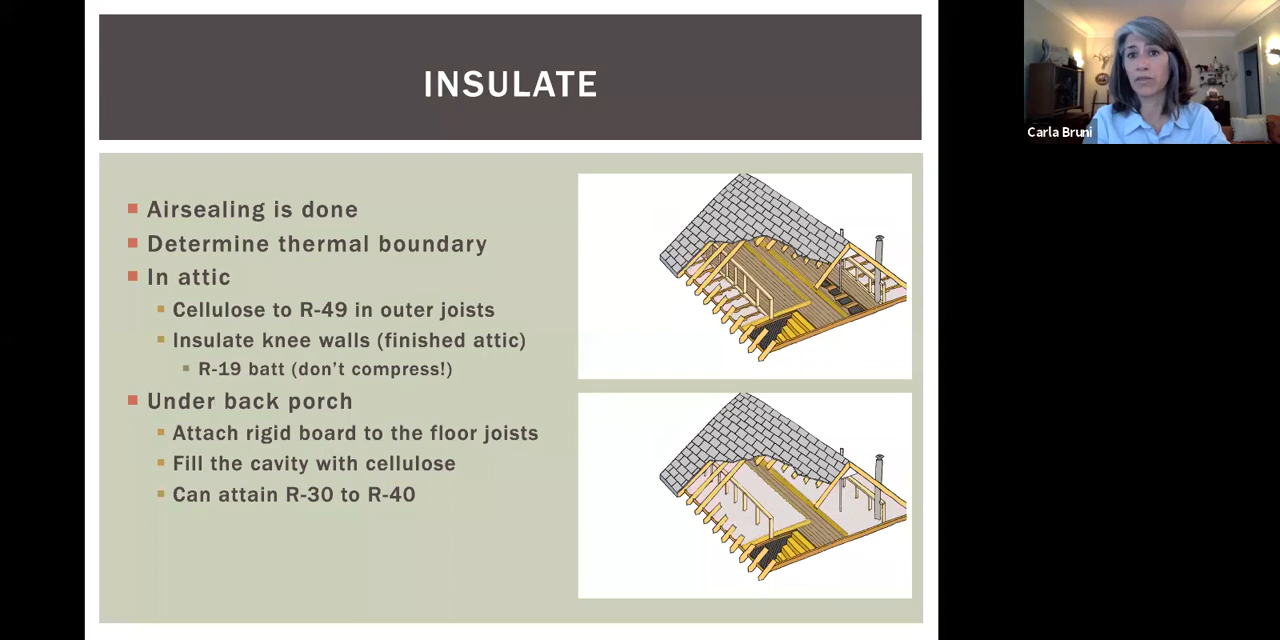 INSULATE
Airsealing is done
Determine thermal boundary
In attic
Cellulose to R-49 in outer joists
Insulate knee walls (finished attic)
R-19 batt (don't compress!)
Under back porch
Attach rigid board to the floor joists
Fill the cavity with cellulose
Can attain R-30 to R-40
Carla Bruni